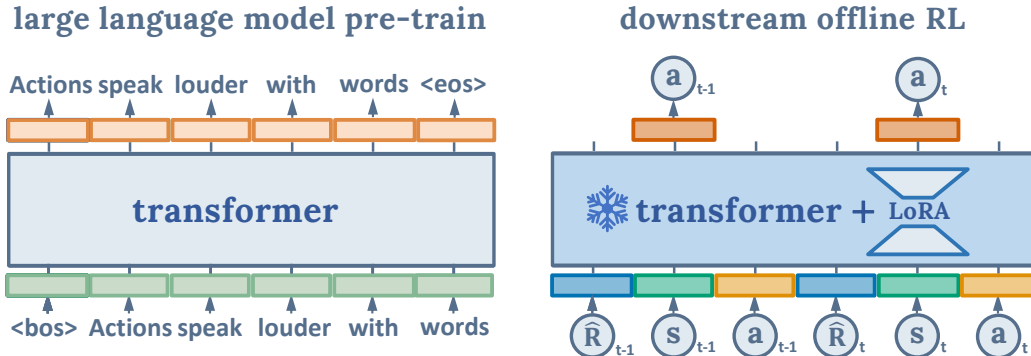 large language model pre-train
Actions speak louder with words <eos>
transformer
<bos> Actions speak louder with words
downstream offline RL
a t-1 a t
transformer + LoRA
R̂ t-1 s t-1 a t-1 R̂ t s t a t